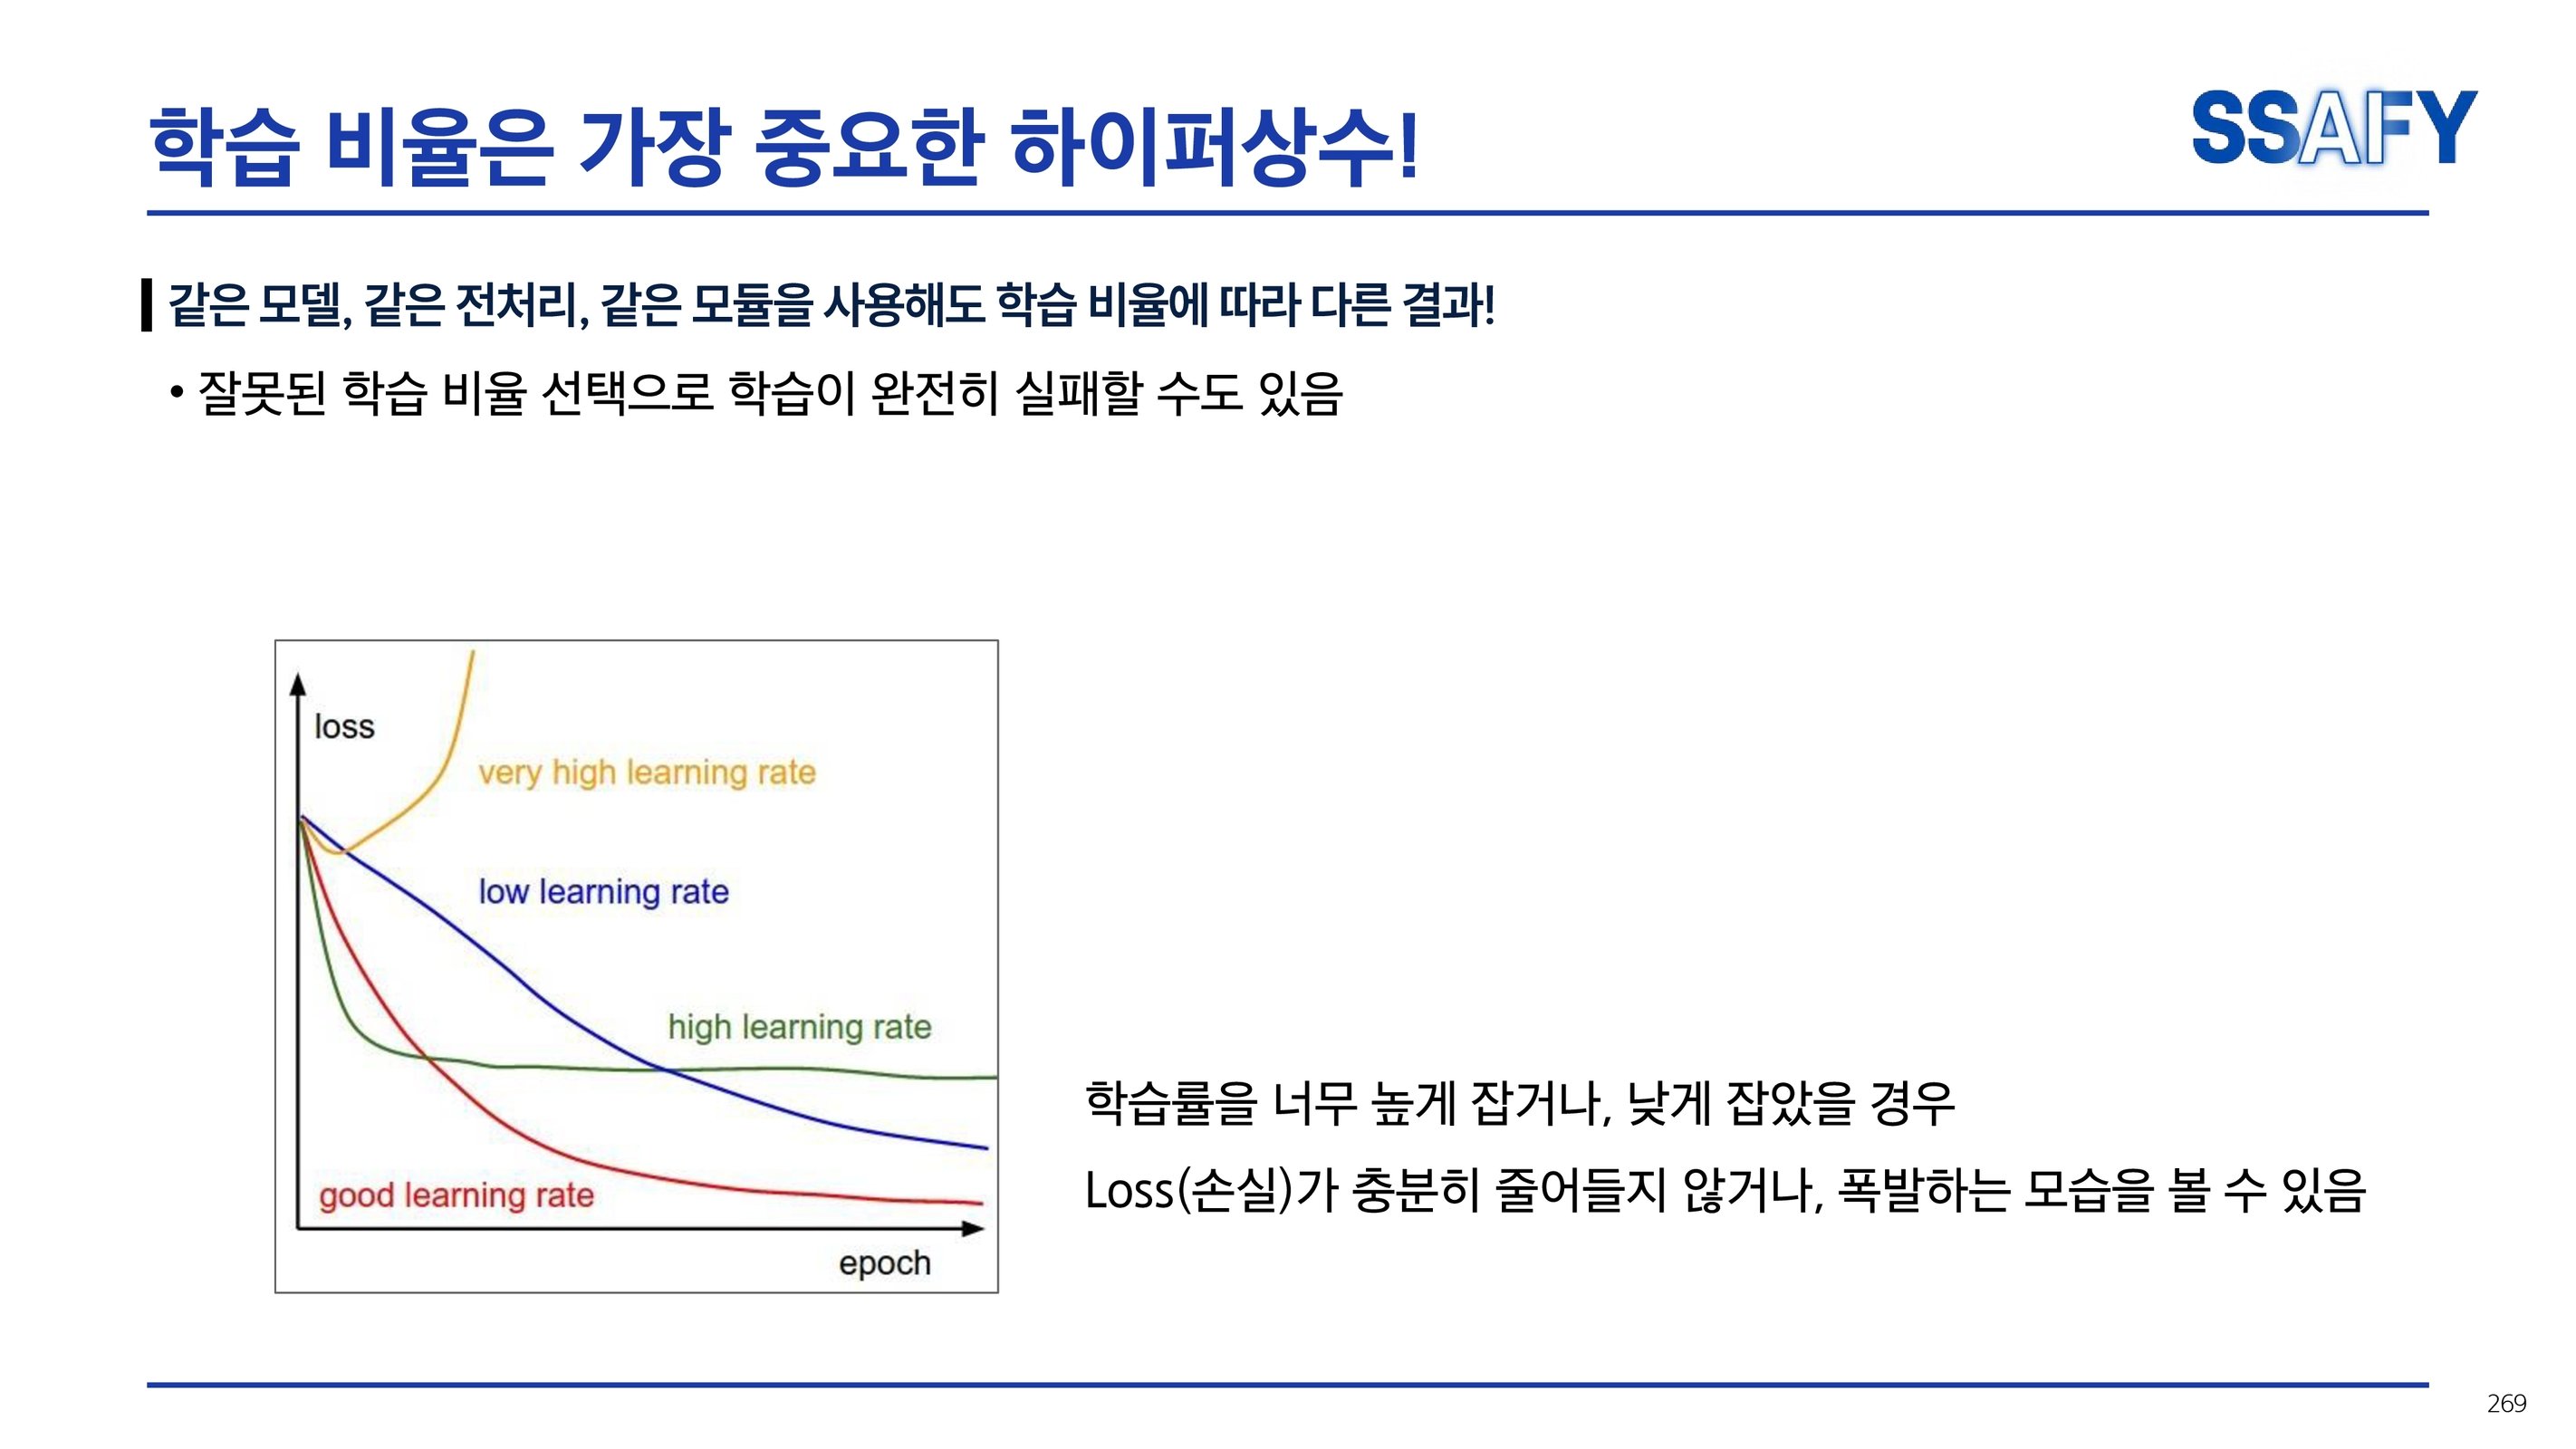 학습 비율은 가장 중요한 하이퍼상수!
SSAFY
같은 모델, 같은 전처리, 같은 모듈을 사용해도 학습 비율에 따라 다른 결과!
• 잘못된 학습 비율 선택으로 학습이 완전히 실패할 수도 있음
loss
very high learning rate
low learning rate
high learning rate
good learning rate
epoch
학습률을 너무 높게 잡거나, 낮게 잡았을 경우
Loss(손실)가 충분히 줄어들지 않거나, 폭발하는 모습을 볼 수 있음
269